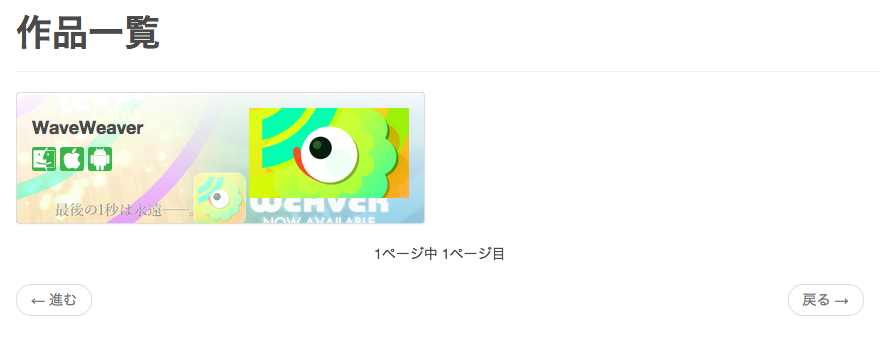 作品一覧
WaveWeaver
最後の1秒は永遠——。
WEAVER
NOW AVAILABLE
1ページ中 1ページ目
← 進む
戻る →